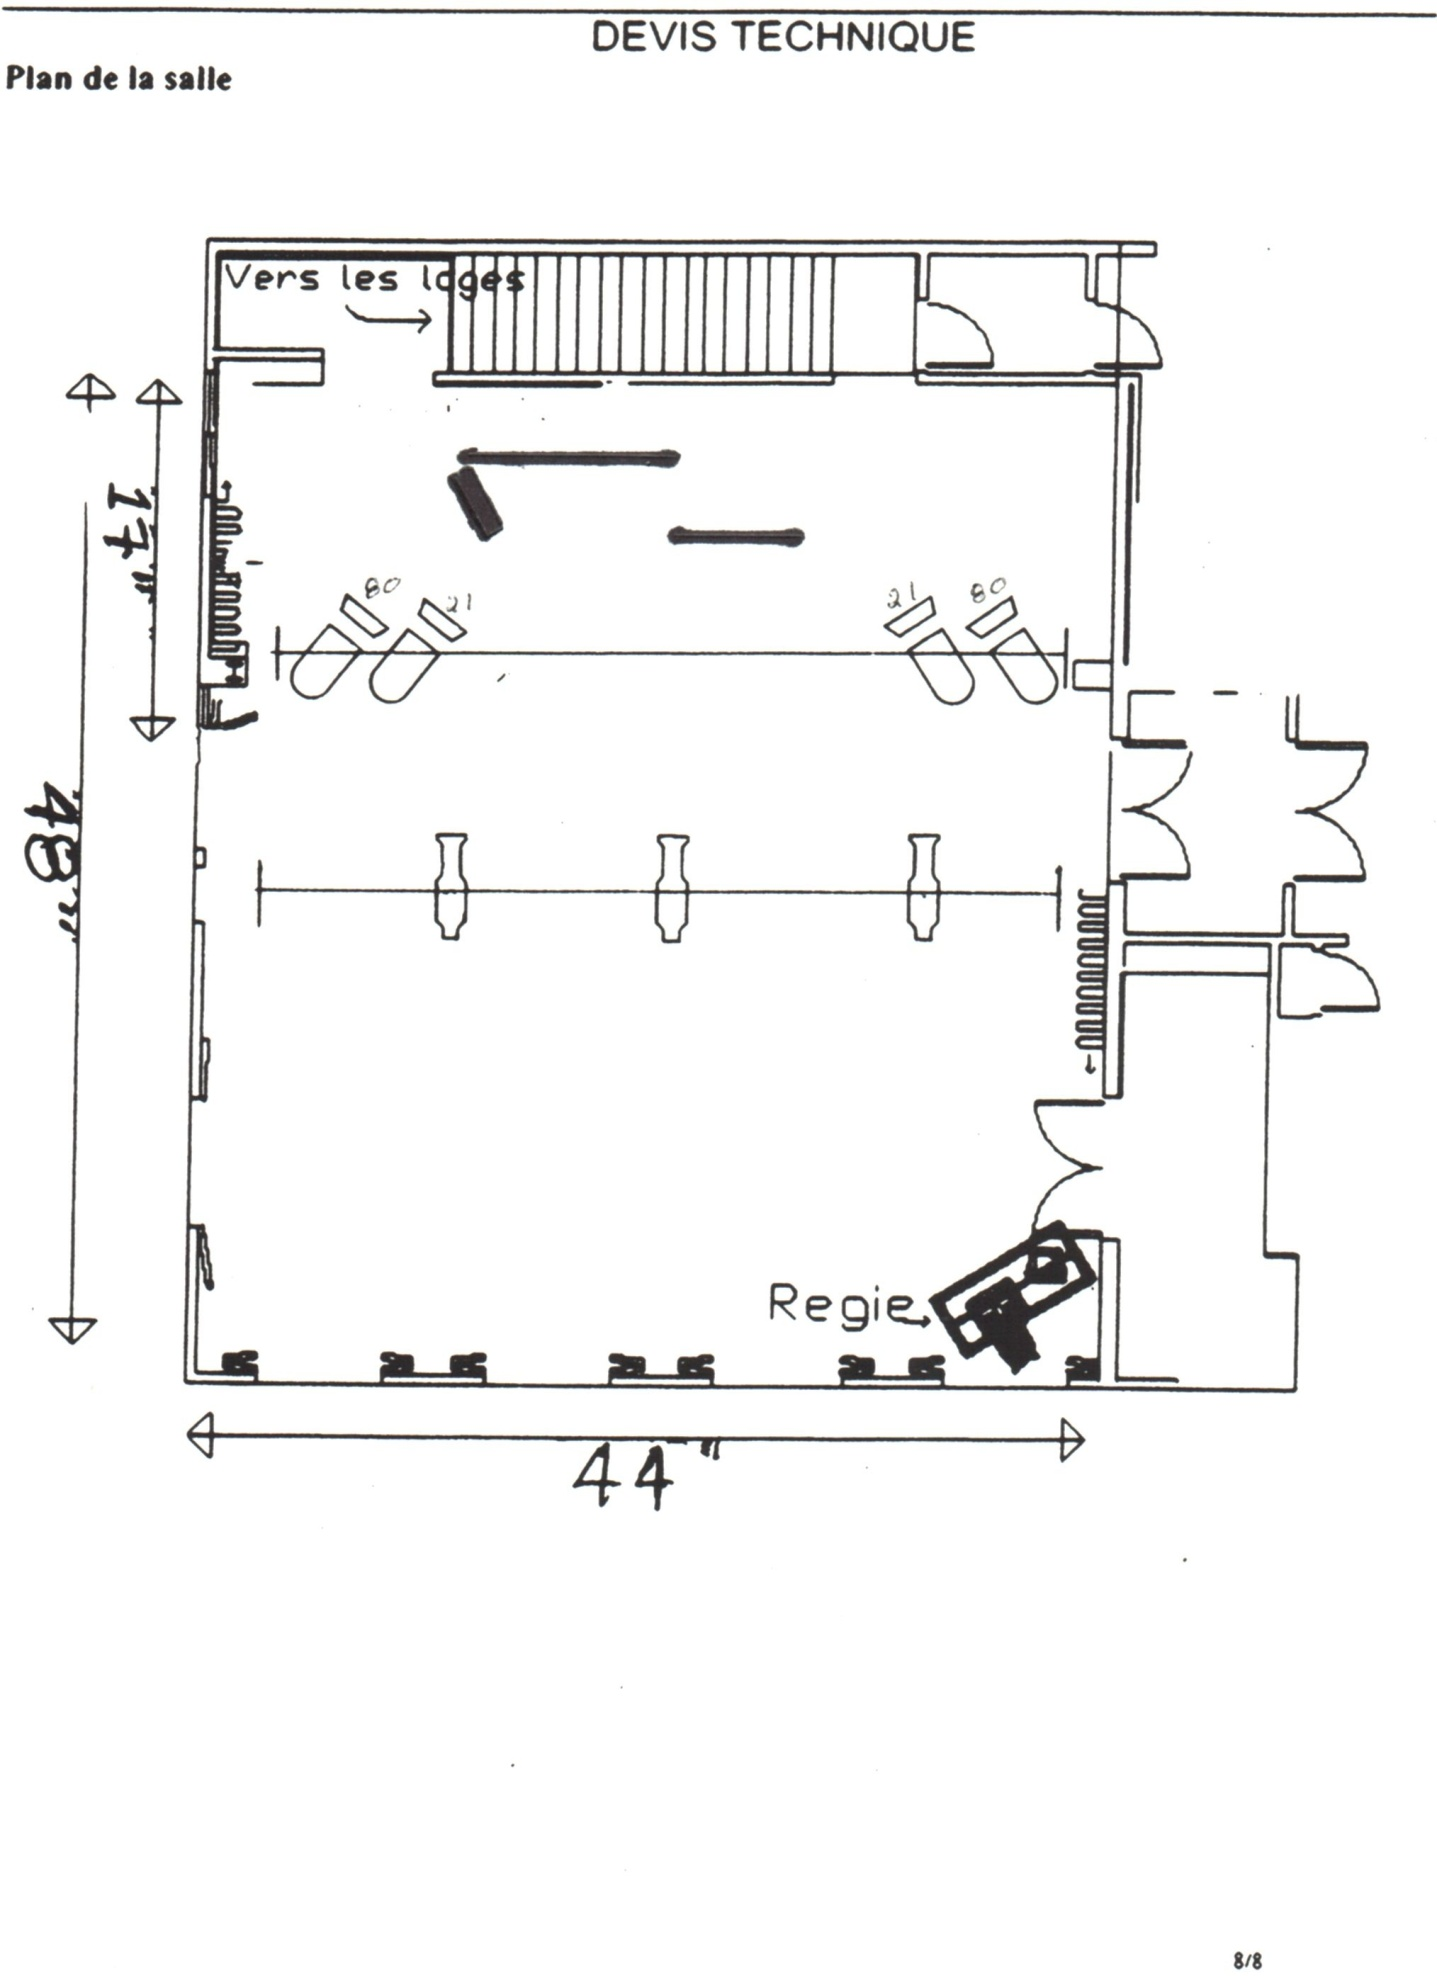 DEVIS TECHNIQUE
Plan de la salle
Vers les loges
17"
80
21
21
80
48"
Regie
44"
8/8